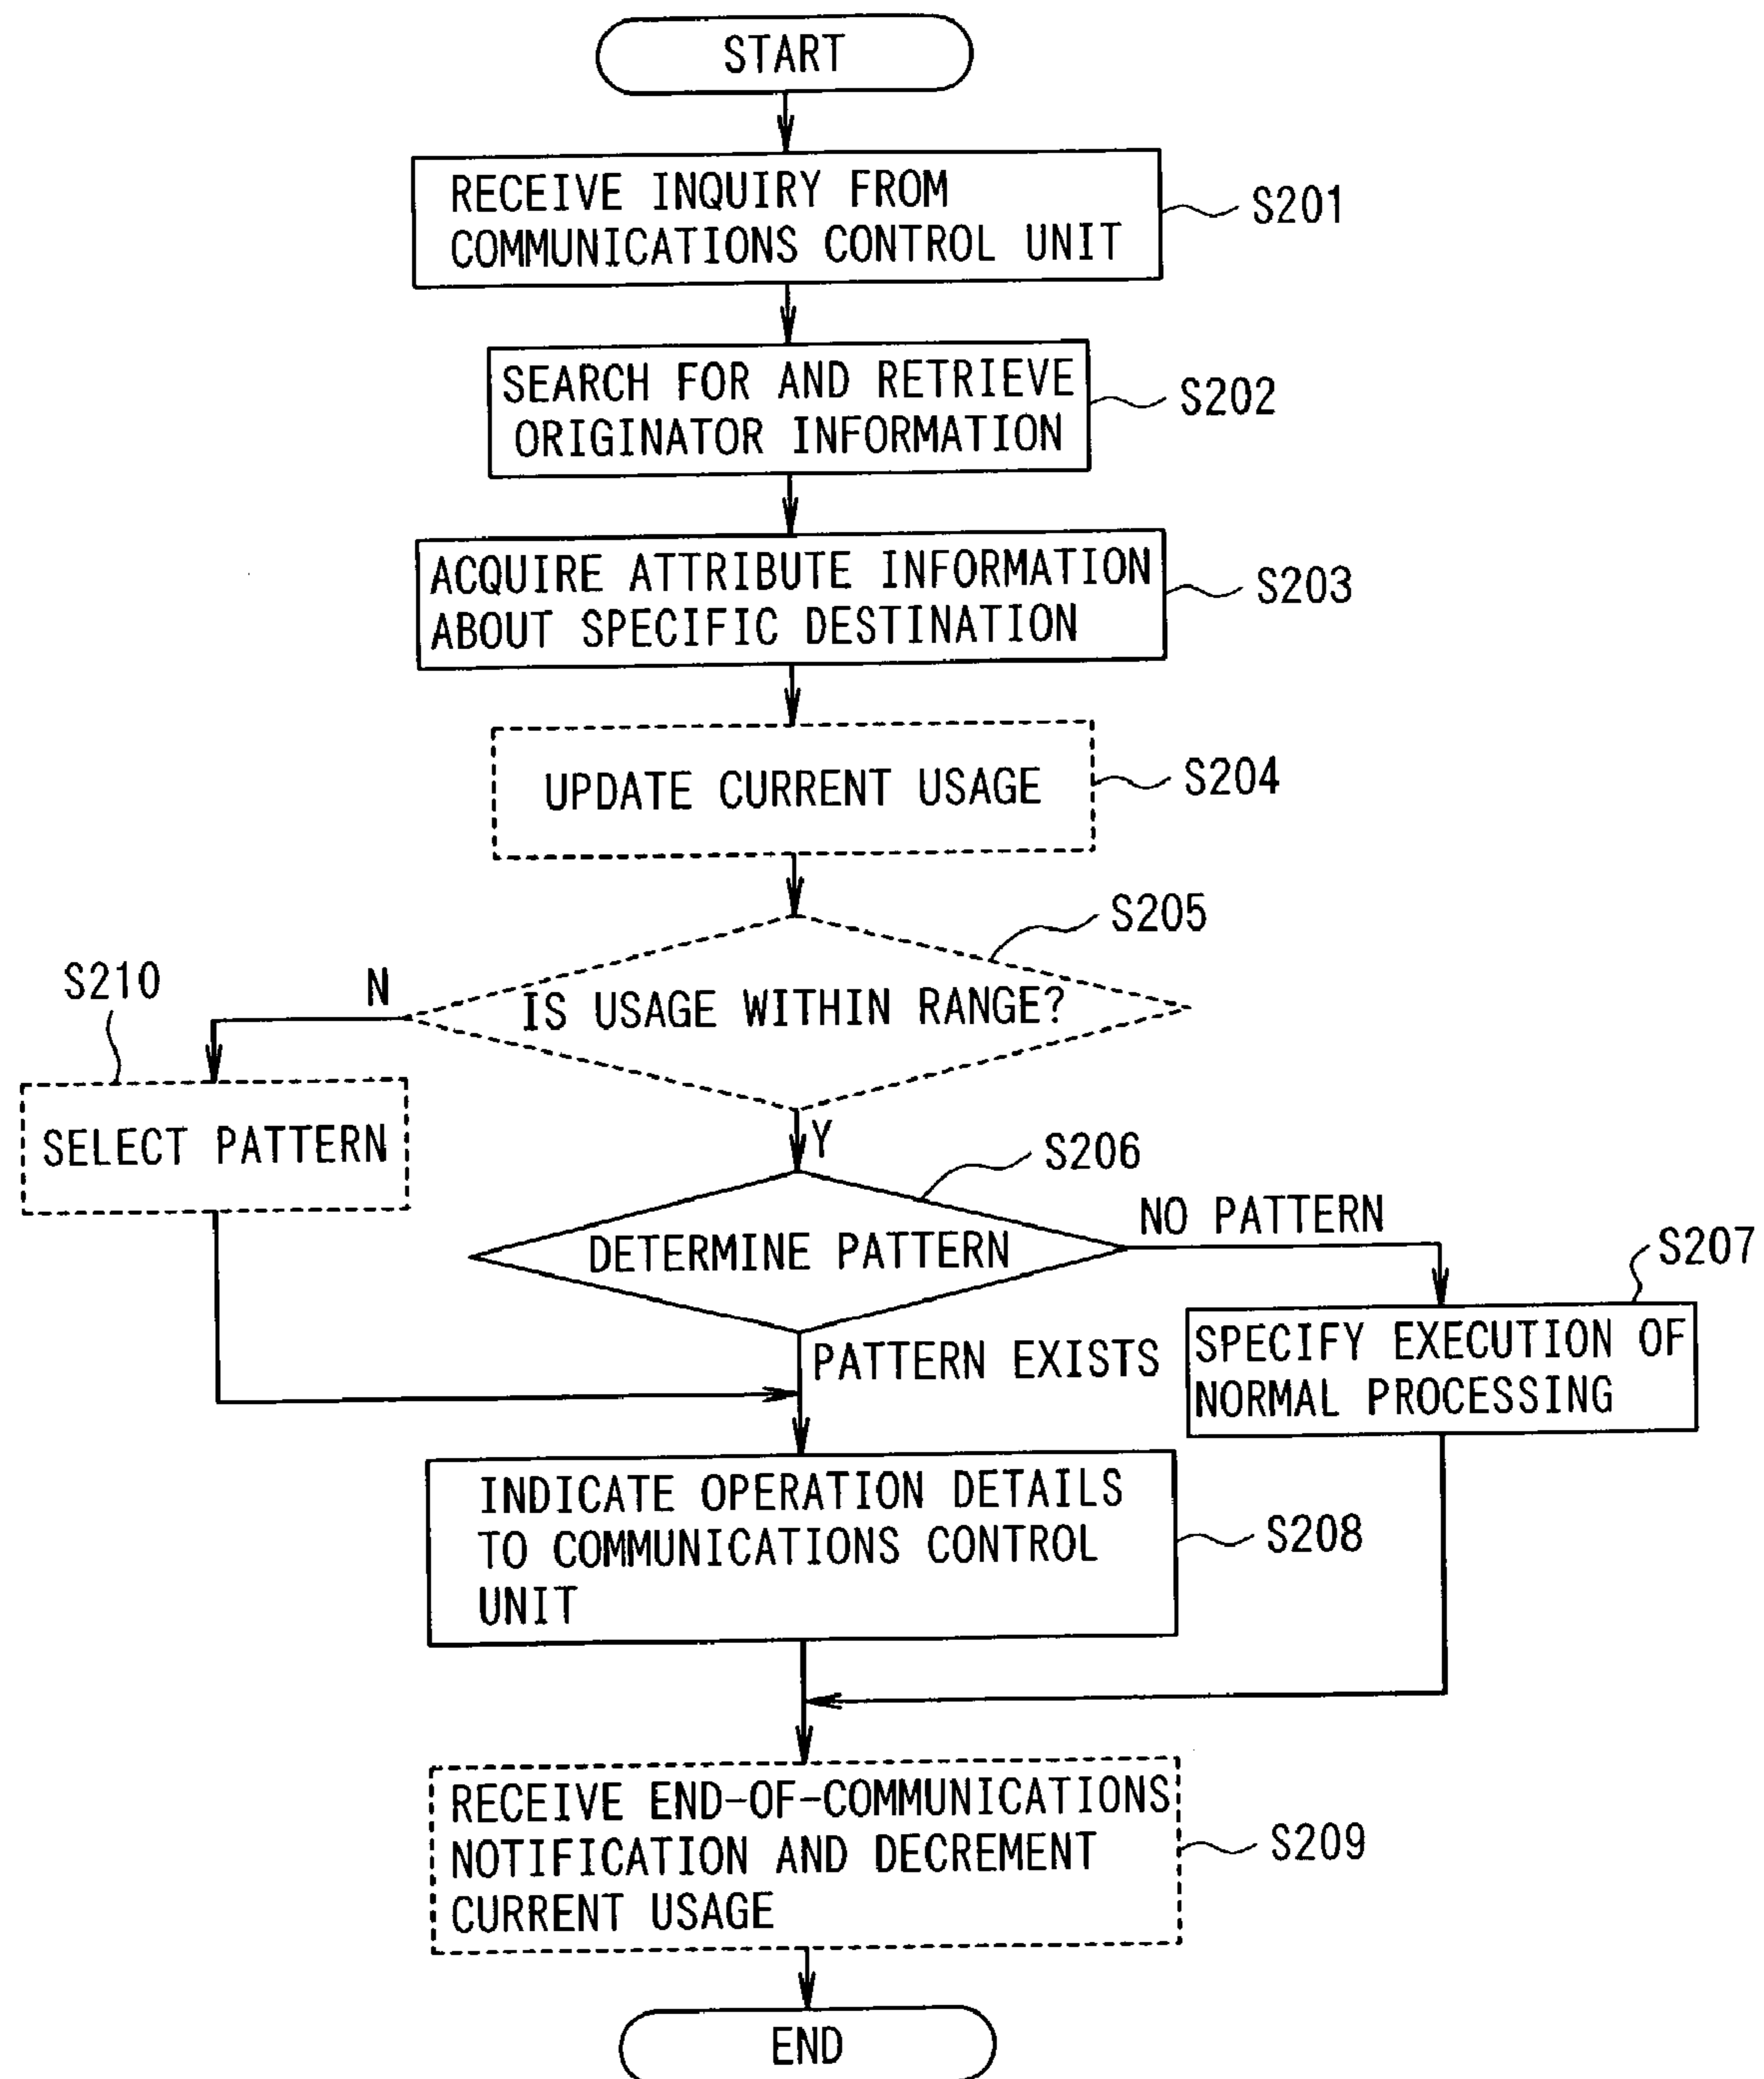 START
RECEIVE INQUIRY FROM
COMMUNICATIONS CONTROL UNIT
S201
SEARCH FOR AND RETRIEVE
ORIGINATOR INFORMATION
S202
ACQUIRE ATTRIBUTE INFORMATION
ABOUT SPECIFIC DESTINATION
S203
UPDATE CURRENT USAGE
S204
S205
IS USAGE WITHIN RANGE?
N
S210
SELECT PATTERN
Y
S206
DETERMINE PATTERN
NO PATTERN
S207
SPECIFY EXECUTION OF
NORMAL PROCESSING
PATTERN EXISTS
INDICATE OPERATION DETAILS
TO COMMUNICATIONS CONTROL
UNIT
S208
RECEIVE END-OF-COMMUNICATIONS
NOTIFICATION AND DECREMENT
CURRENT USAGE
S209
END